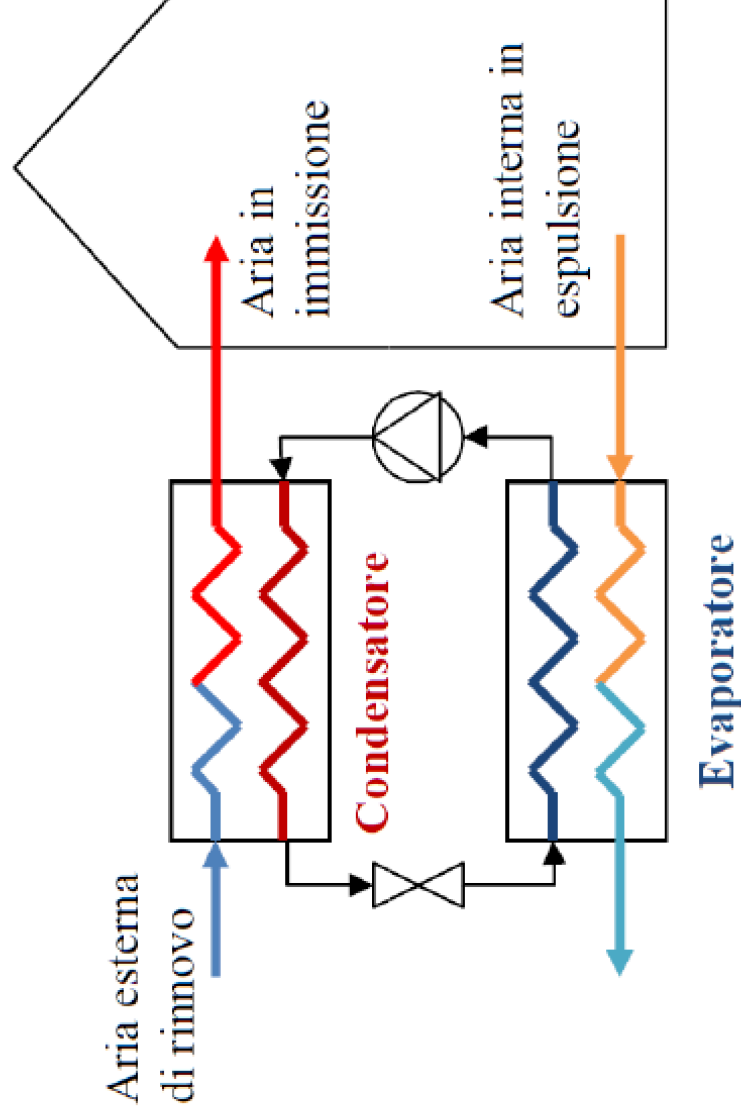 Aria esterna
di rinnovo
Condensatore
Aria in
immissione
Evaporatore
Aria interna in
espulsione